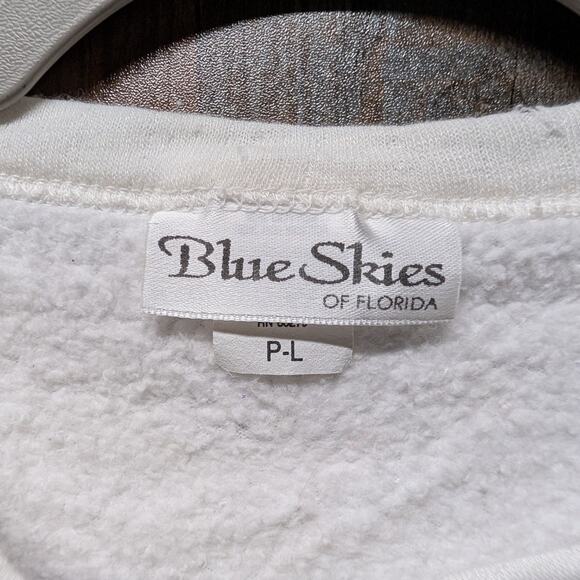 Blue Skies
OF FLORIDA
P-L